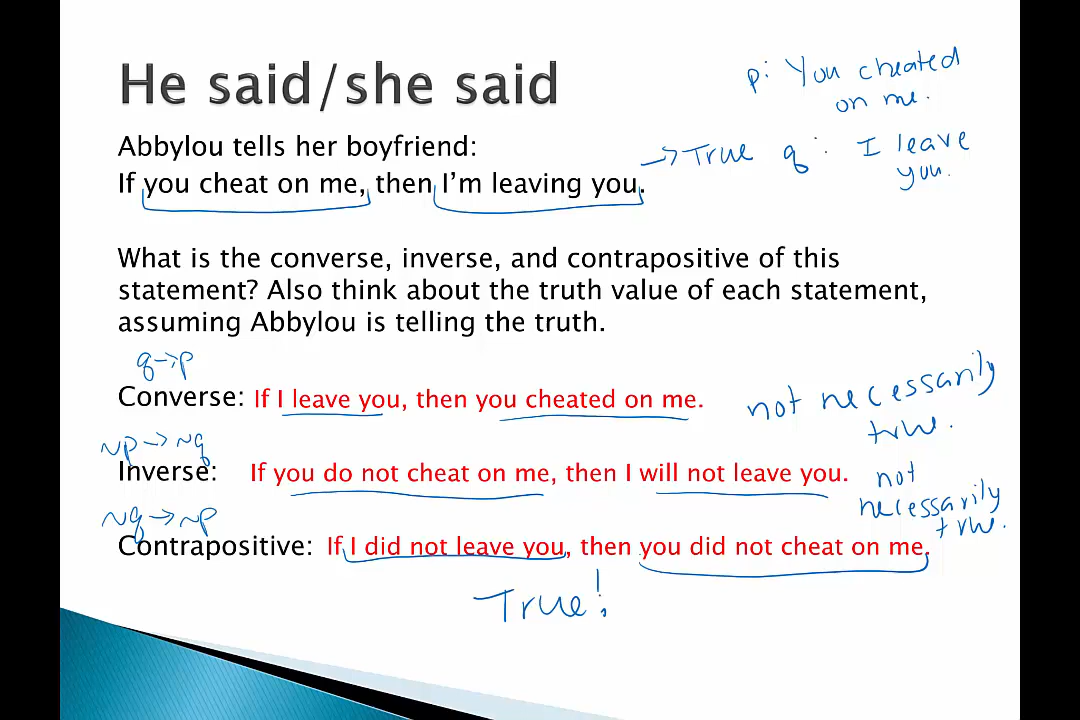 He said/she said
p: You cheated
on me.
Abbylou tells her boyfriend:
→ True q: I leave
you.
If you cheat on me, then I'm leaving you.
What is the converse, inverse, and contrapositive of this
statement? Also think about the truth value of each statement,
assuming Abbylou is telling the truth.
q→p
Converse: If I leave you, then you cheated on me.
not necessarily
true.
~p→~q
Inverse: If you do not cheat on me, then I will not leave you.
not
necessarily
true.
~q→~p
Contrapositive: If I did not leave you, then you did not cheat on me.
True!